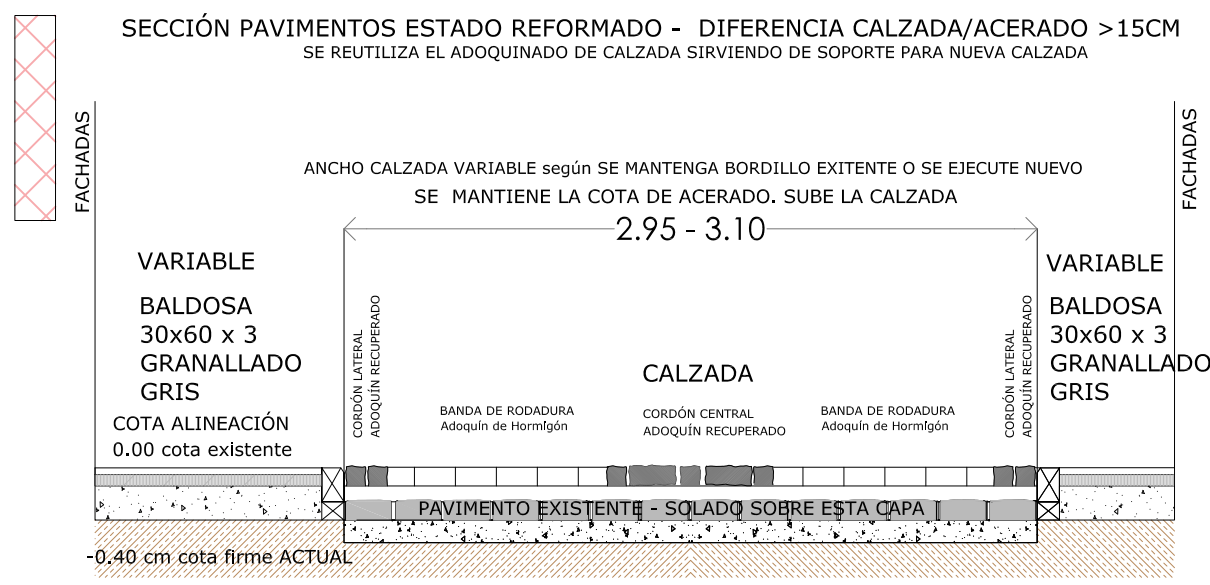 SECCIÓN PAVIMENTOS ESTADO REFORMADO - DIFERENCIA CALZADA/ACERADO >15CM
SE REUTILIZA EL ADOQUINADO DE CALZADA SIRVIENDO DE SOPORTE PARA NUEVA CALZADA
FACHADAS
FACHADAS
ANCHO CALZADA VARIABLE según SE MANTENGA BORDILLO EXITENTE O SE EJECUTE NUEVO
SE MANTIENE LA COTA DE ACERADO. SUBE LA CALZADA
2.95 - 3.10
VARIABLE
BALDOSA
30x60 x 3
GRANALLADO
GRIS
COTA ALINEACIÓN
0.00 cota existente
CORDÓN LATERAL
ADOQUÍN RECUPERADO
CALZADA
BANDA DE RODADURA
Adoquín de Hormigón
CORDÓN CENTRAL
ADOQUÍN RECUPERADO
BANDA DE RODADURA
Adoquín de Hormigón
CORDÓN LATERAL
ADOQUÍN RECUPERADO
VARIABLE
BALDOSA
30x60 x 3
GRANALLADO
GRIS
PAVIMENTO EXISTENTE - SOLADO SOBRE ESTA CAPA
-0.40 cm cota firme ACTUAL